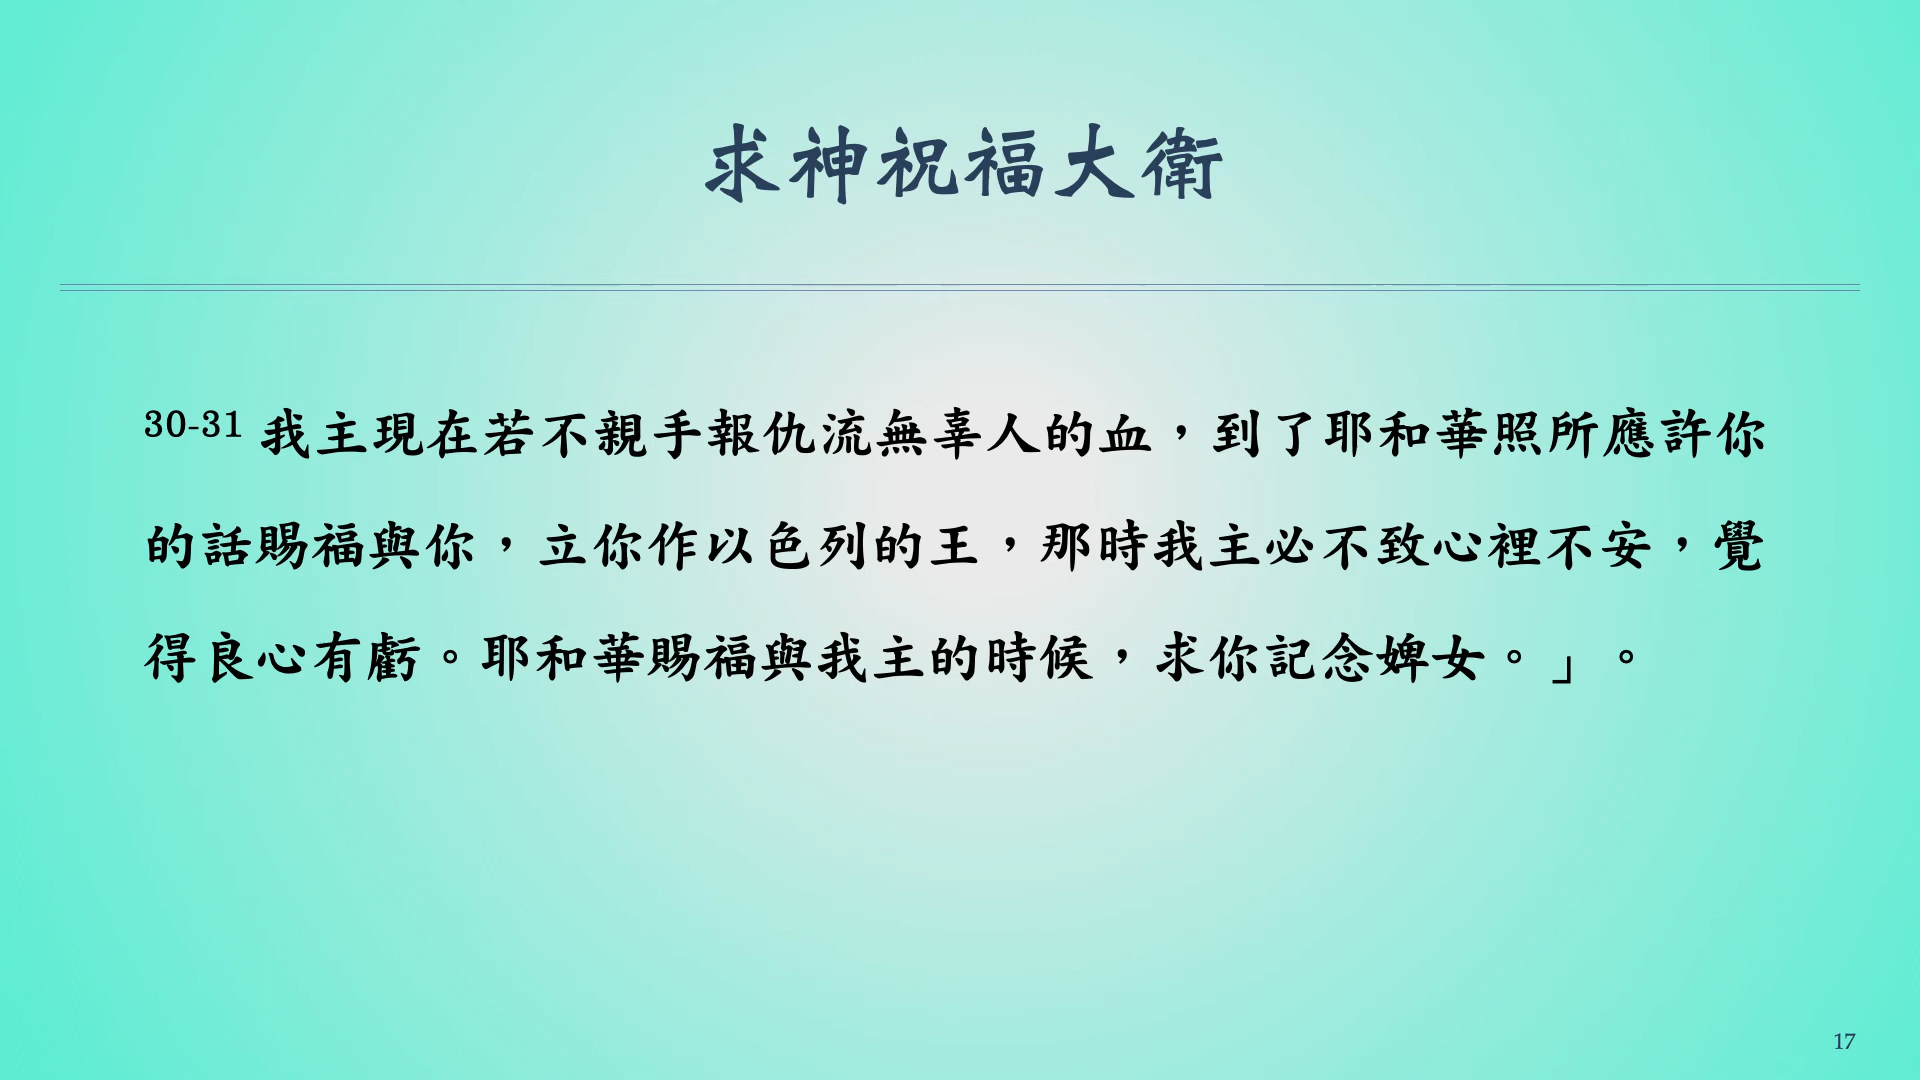 求神祝福大衛
30-31 我主現在若不親手報仇流無辜人的血，到了耶和華照所應許你
的話賜福與你，立你作以色列的王，那時我主必不致心裡不安，覺
得良心有虧。耶和華賜福與我主的時候，求你記念婢女。」。
17